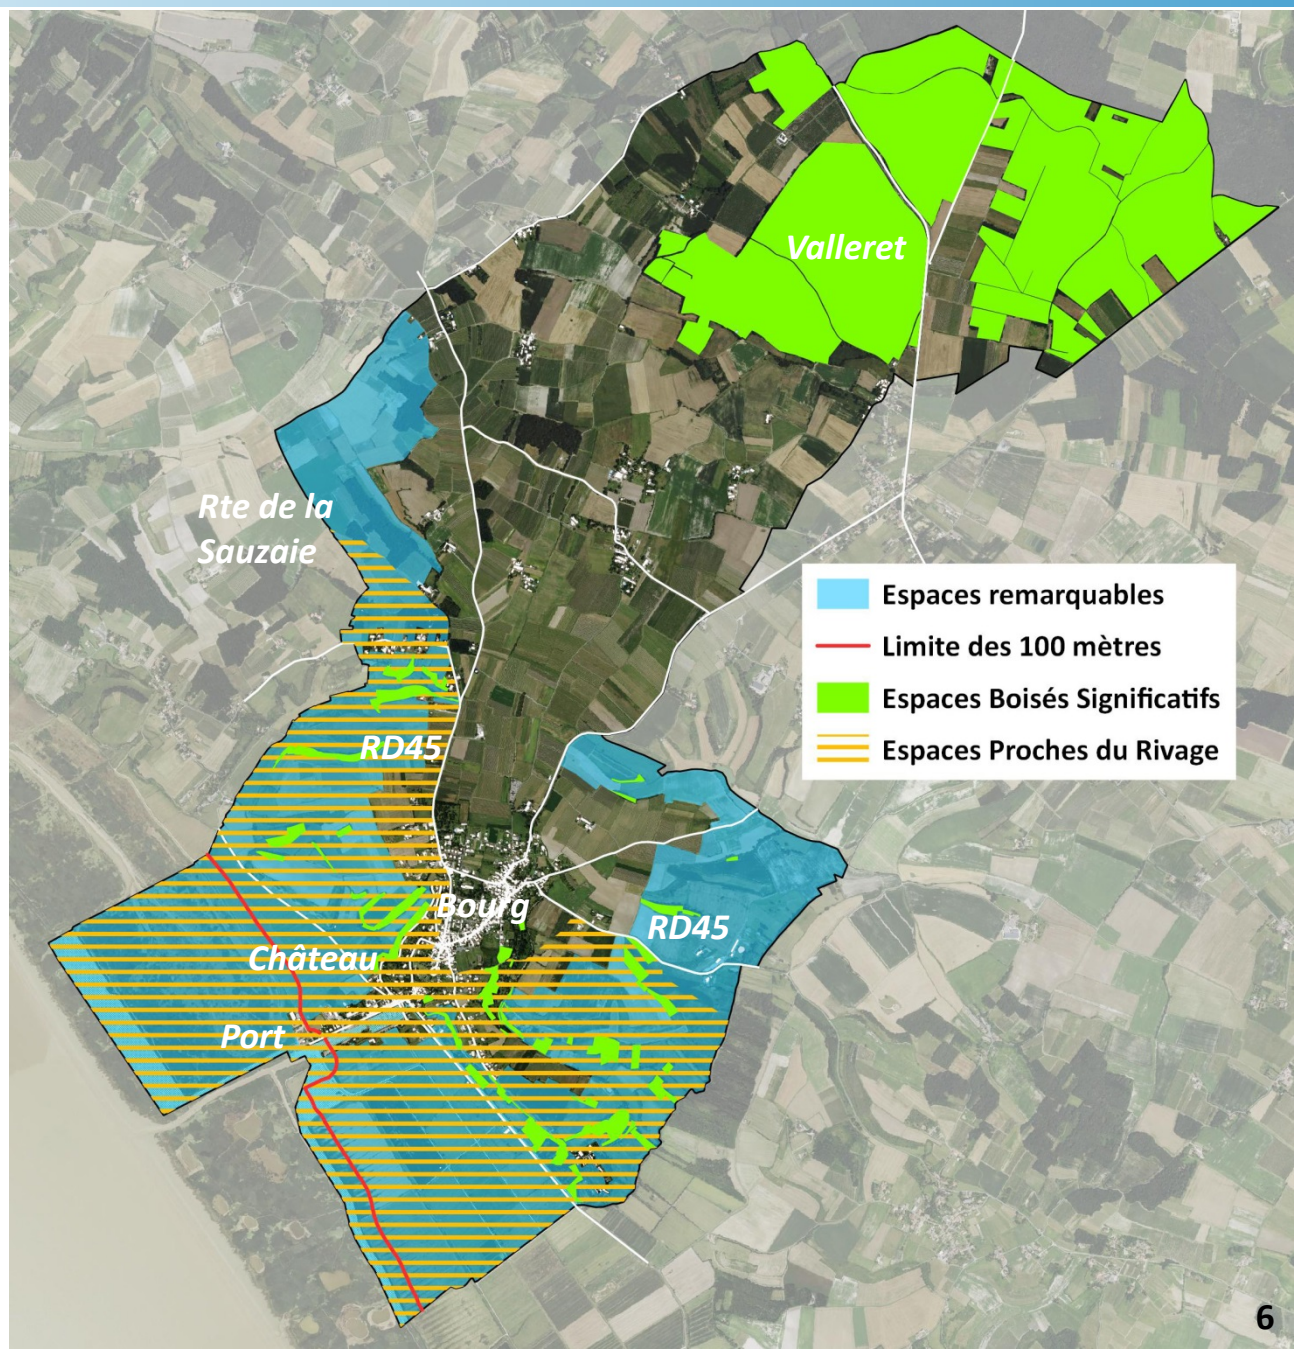 Valleret
Rte de la
Sauzaie
Espaces remarquables
Limite des 100 mètres
Espaces Boisés Significatifs
Espaces Proches du Rivage
RD45
Bourg
RD45
Château
Port
6